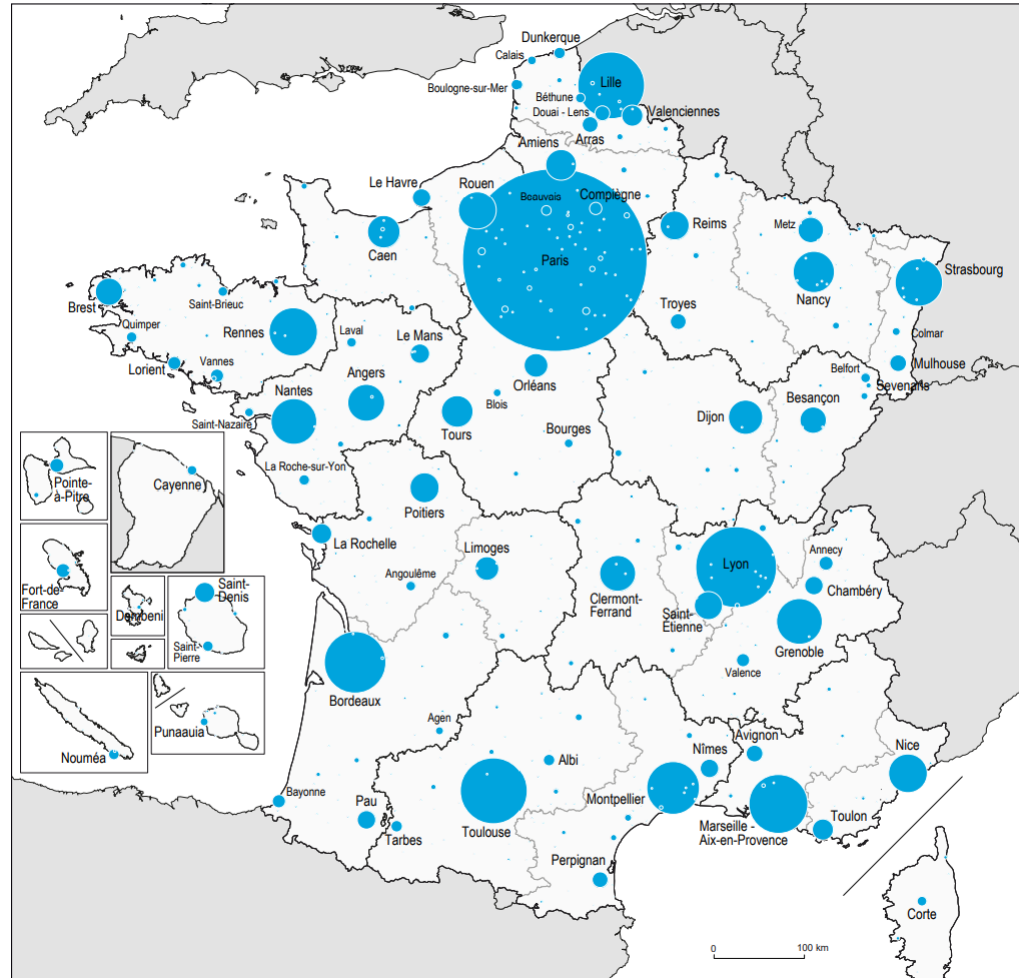 Dunkerque
Calais
Lille
Boulogne-sur-Mer
Béthune
Douai - Lens
Valenciennes
Arras
Amiens
Le Havre
Rouen
Beauvais
Compiègne
Reims
Metz
Caen
Paris
Strasbourg
Nancy
Brest
Saint-Brieuc
Troyes
Quimper
Rennes
Laval
Le Mans
Colmar
Lorient
Vannes
Orléans
Mulhouse
Belfort
Sevenans
Angers
Nantes
Blois
Besançon
Saint-Nazaire
Tours
Bourges
Dijon
La Roche-sur-Yon
Pointe-
à-Pitre
Cayenne
Poitiers
La Rochelle
Limoges
Lyon
Annecy
Angoulême
Chambéry
Fort-de-
France
Saint-
Denis
Clermont-
Ferrand
Dembeni
Saint-
Étienne
Saint-
Pierre
Grenoble
Valence
Bordeaux
Punaauia
Agen
Avignon
Nîmes
Nice
Nouméa
Albi
Bayonne
Montpellier
Pau
Toulouse
Marseille -
Aix-en-Provence
Toulon
Tarbes
Perpignan
Corte
0 100 km